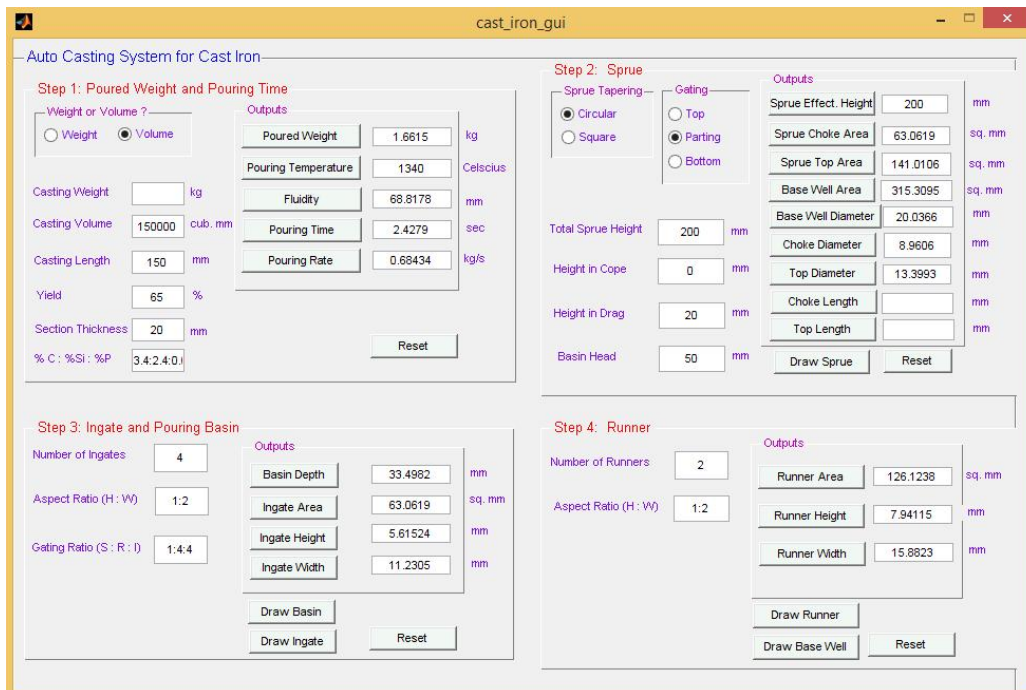 cast_iron_gui
Auto Casting System for Cast Iron
Step 1: Poured Weight and Pouring Time
Weight or Volume ?
Weight
Volume
Outputs
Poured Weight 1.6615 kg
Pouring Temperature 1340 Celscius
Fluidity 68.8178 mm
Pouring Time 2.4279 sec
Pouring Rate 0.68434 kg/s
Casting Weight kg
Casting Volume 150000 cub. mm
Casting Length 150 mm
Yield 65 %
Section Thickness 20 mm
% C : %Si : %P 3.4:2.4:0.
Reset
Step 2: Sprue
Sprue Tapering
Circular
Square
Gating
Top
Parting
Bottom
Total Sprue Height 200 mm
Height in Cope 0 mm
Height in Drag 20 mm
Basin Head 50 mm
Outputs
Sprue Effect. Height 200 mm
Sprue Choke Area 63.0619 sq. mm
Sprue Top Area 141.0106 sq. mm
Base Well Area 315.3095 sq. mm
Base Well Diameter 20.0366 mm
Choke Diameter 8.9606 mm
Top Diameter 13.3993 mm
Choke Length mm
Top Length mm
Draw Sprue Reset
Step 3: Ingate and Pouring Basin
Number of Ingates 4
Aspect Ratio (H : W) 1:2
Gating Ratio (S : R : I) 1:4:4
Outputs
Basin Depth 33.4982 mm
Ingate Area 63.0619 sq. mm
Ingate Height 5.61524 mm
Ingate Width 11.2305 mm
Draw Basin
Draw Ingate Reset
Step 4: Runner
Number of Runners 2
Aspect Ratio (H : W) 1:2
Outputs
Runner Area 126.1238 sq. mm
Runner Height 7.94115 mm
Runner Width 15.8823 mm
Draw Runner
Draw Base Well Reset